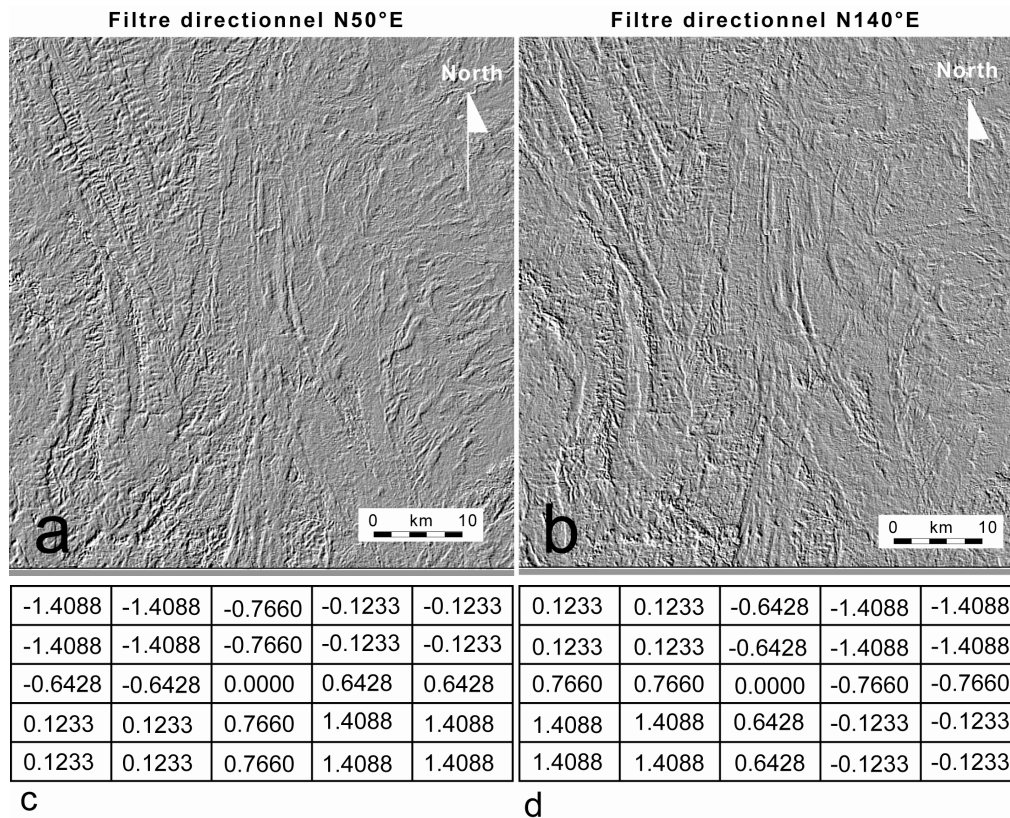 Filtre directionnel N50°E Filtre directionnel N140°E
North North
0 km 10 0 km 10
a b
-1.4088 -1.4088 -0.7660 -0.1233 -0.1233 0.1233 0.1233 -0.6428 -1.4088 -1.4088
-1.4088 -1.4088 -0.7660 -0.1233 -0.1233 0.1233 0.1233 -0.6428 -1.4088 -1.4088
-0.6428 -0.6428 0.0000 0.6428 0.6428 0.7660 0.7660 0.0000 -0.7660 -0.7660
0.1233 0.1233 0.7660 1.4088 1.4088 1.4088 1.4088 0.6428 -0.1233 -0.1233
0.1233 0.1233 0.7660 1.4088 1.4088 1.4088 1.4088 0.6428 -0.1233 -0.1233
c d